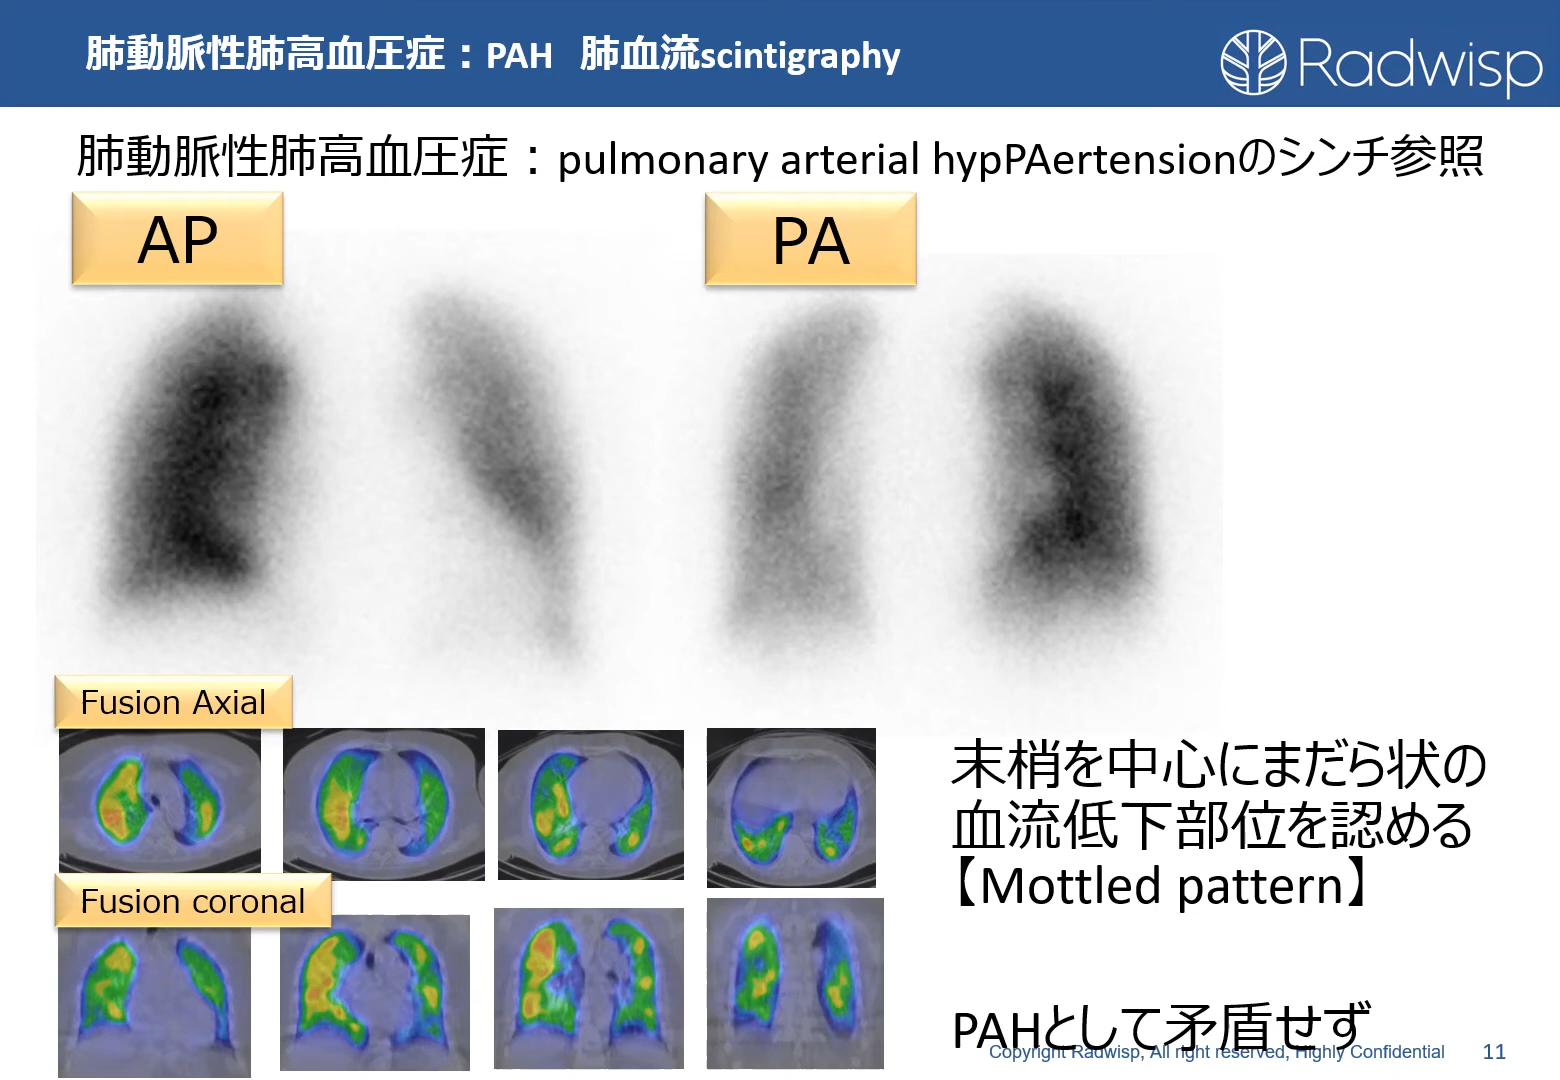 肺動脈性肺高血圧症：PAH　肺血流scintigraphy
Radwisp
肺動脈性肺高血圧症：pulmonary arterial hypPAertensionのシンチ参照
AP
PA
Fusion Axial
末梢を中心にまだら状の
血流低下部位を認める
【Mottled pattern】
Fusion coronal
PAHとして矛盾せず
Copyright Radwisp, All right reserved, Highly Confidential
11